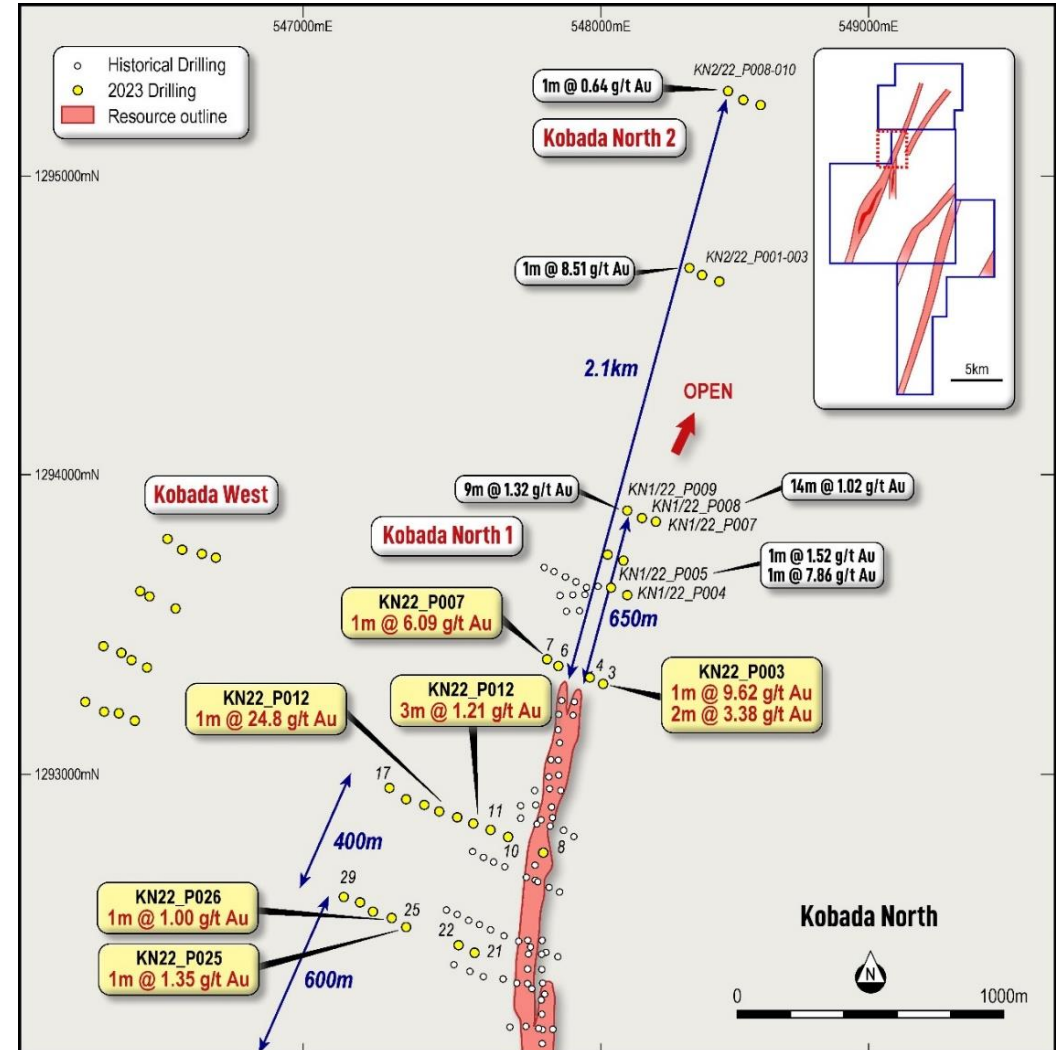 547000mE
548000mE
549000mE
Historical Drilling
2023 Drilling
Resource outline
1m @ 0.64 g/t Au
KN2/22_P008-010
Kobada North 2
1295000mN
1m @ 8.51 g/t Au
KN2/22_P001-003
5km
2.1km
OPEN
1294000mN
Kobada West
9m @ 1.32 g/t Au
KN1/22_P009
KN1/22_P008
KN1/22_P007
14m @ 1.02 g/t Au
Kobada North 1
1m @ 1.52 g/t Au
1m @ 7.86 g/t Au
KN1/22_P005
KN1/22_P004
650m
KN22_P007
1m @ 6.09 g/t Au
7
6
4
3
KN22_P003
1m @ 9.62 g/t Au
2m @ 3.38 g/t Au
KN22_P012
3m @ 1.21 g/t Au
KN22_P012
1m @ 24.8 g/t Au
1293000mN
17
11
10
8
400m
29
25
22
21
KN22_P026
1m @ 1.00 g/t Au
KN22_P025
1m @ 1.35 g/t Au
600m
Kobada North
N
0
1000m